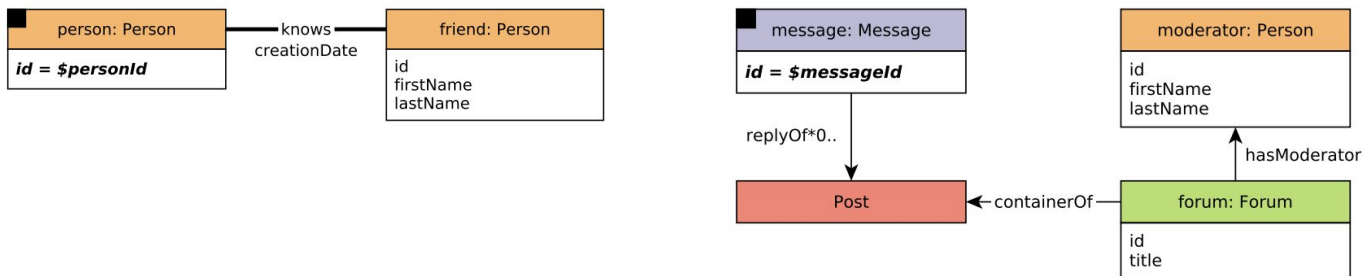 person: Person
id = $personId
knows
creationDate
friend: Person
id
firstName
lastName
message: Message
id = $messageId
replyOf*0..
Post
containerOf
moderator: Person
id
firstName
lastName
hasModerator
forum: Forum
id
title